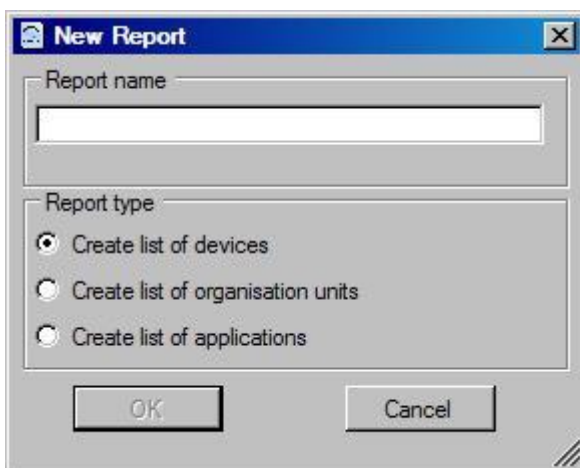 New Report
Report name
Report type
Create list of devices
Create list of organisation units
Create list of applications
OK
Cancel